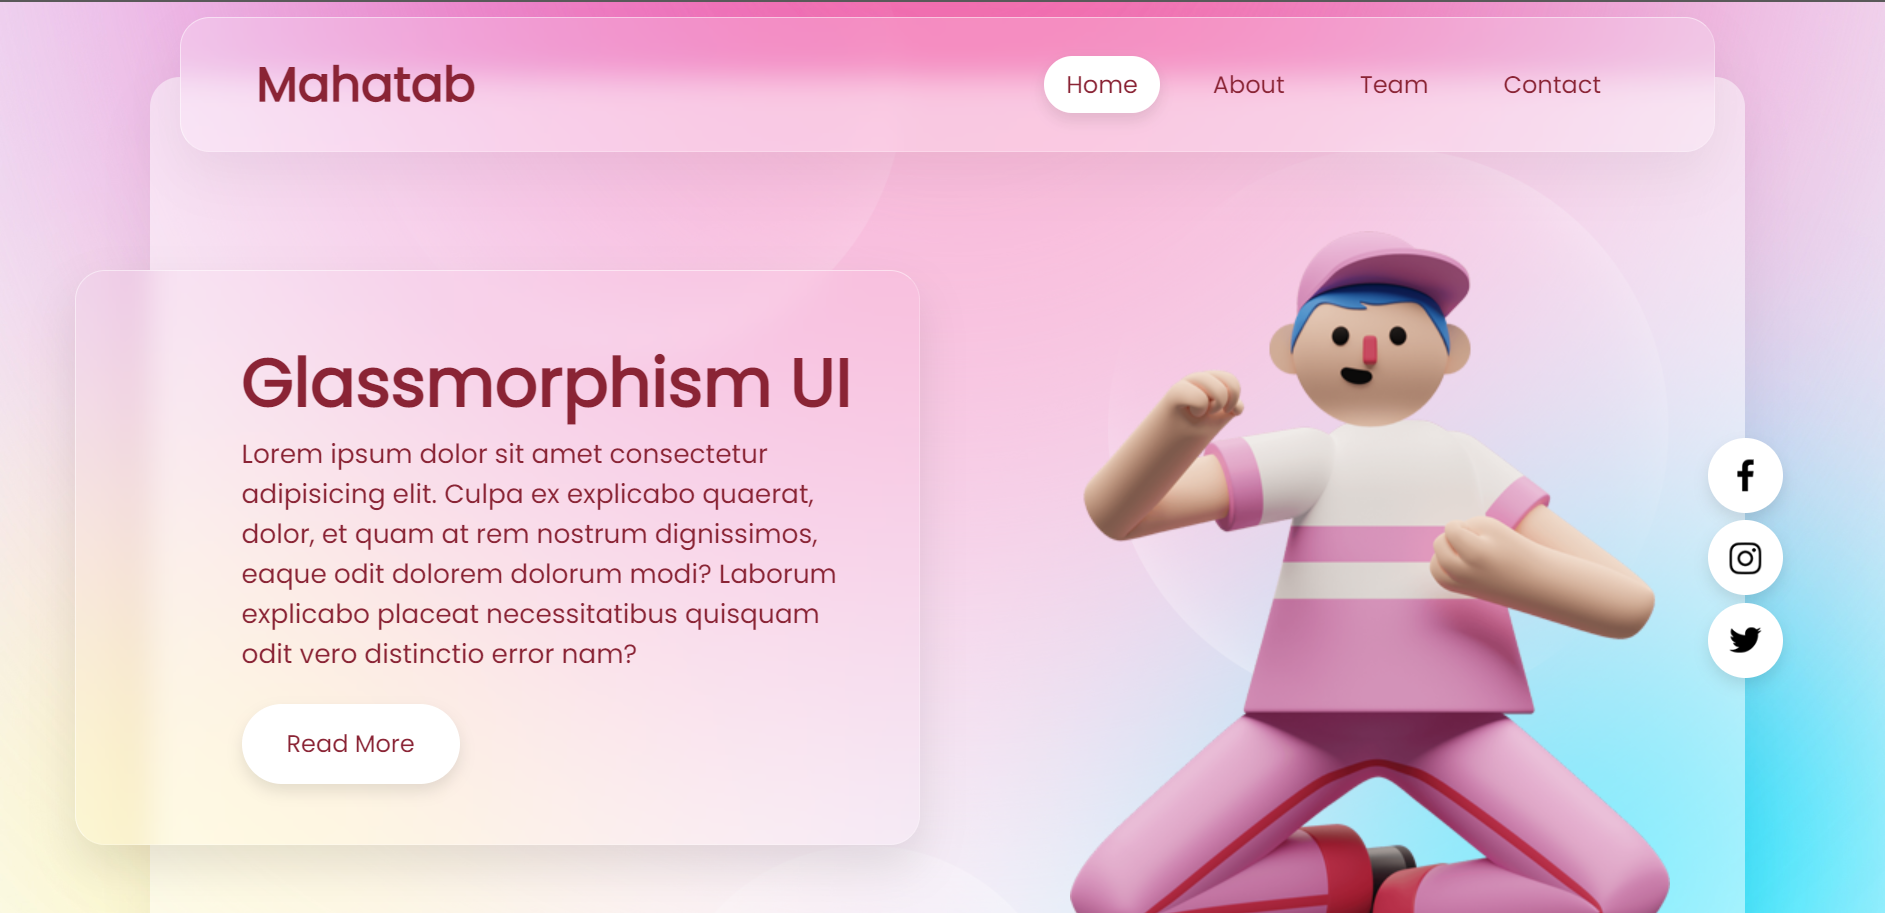 Mahatab
Home About Team Contact
Glassmorphism UI
Lorem ipsum dolor sit amet consectetur
adipisicing elit. Culpa ex explicabo quaerat,
dolor, et quam at rem nostrum dignissimos,
eaque odit dolorem dolorum modi? Laborum
explicabo placeat necessitatibus quisquam
odit vero distinctio error nam?
Read More